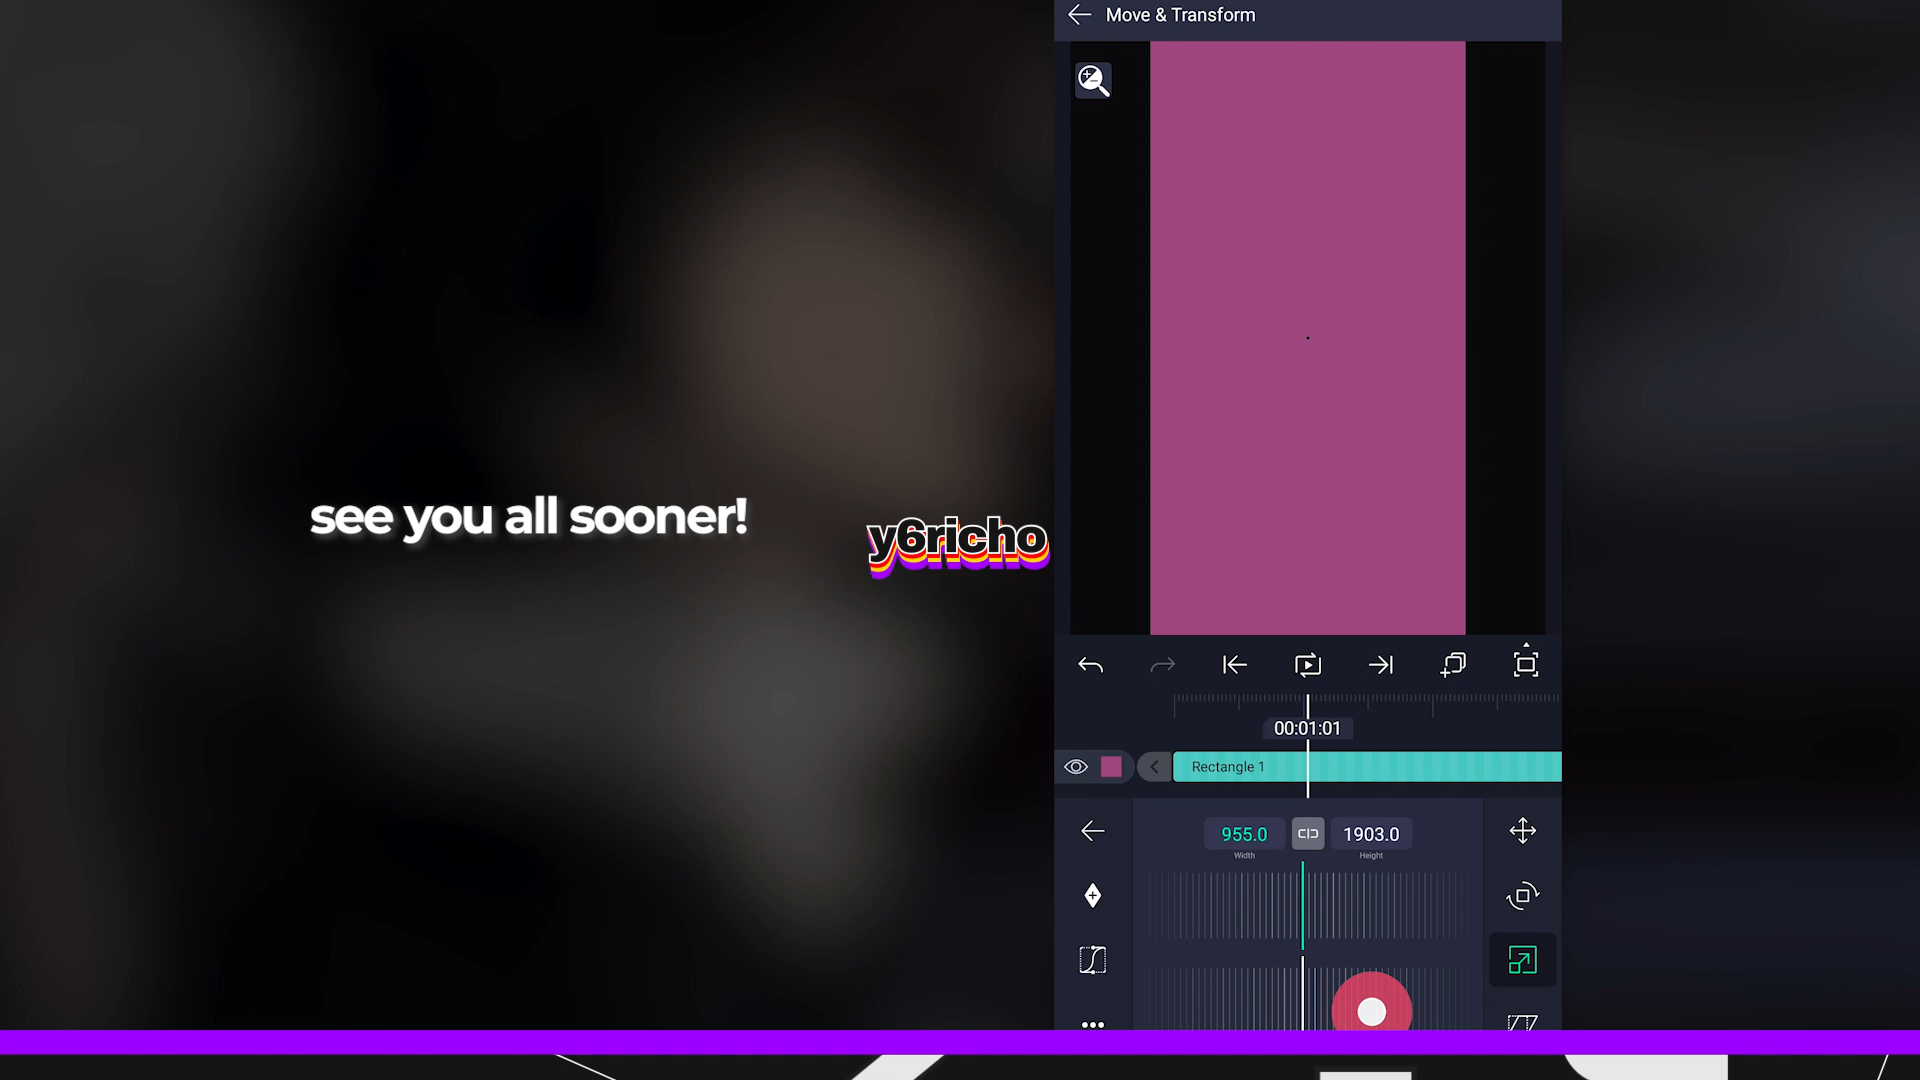 Move & Transform
see you all sooner!
y6richo
00:01:01
Rectangle 1
955.0
1903.0
Width
Height